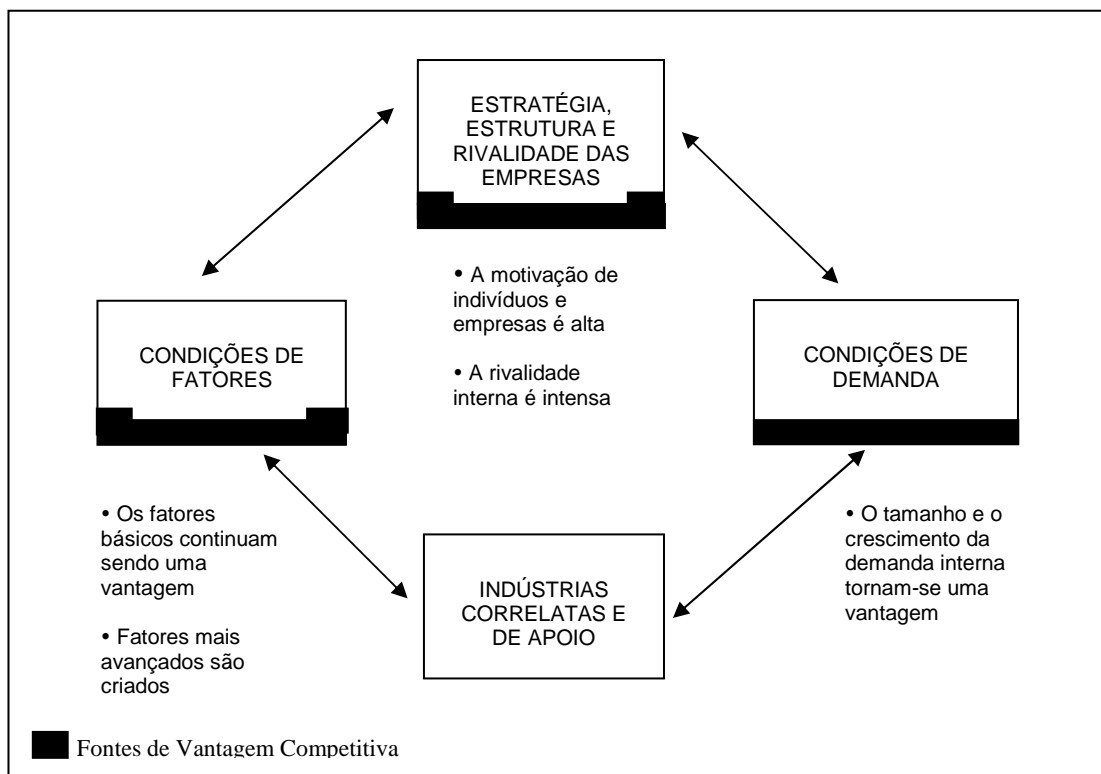 ESTRATÉGIA,
ESTRUTURA E
RIVALIDADE DAS
EMPRESAS
• A motivação de
indivíduos e
empresas é alta
• A rivalidade
interna é intensa
CONDIÇÕES DE
FATORES
CONDIÇÕES DE
DEMANDA
• Os fatores
básicos continuam
sendo uma
vantagem
• Fatores mais
avançados são
criados
INDÚSTRIAS
CORRELATAS E
DE APOIO
• O tamanho e o
crescimento da
demanda interna
tornam-se uma
vantagem
Fontes de Vantagem Competitiva